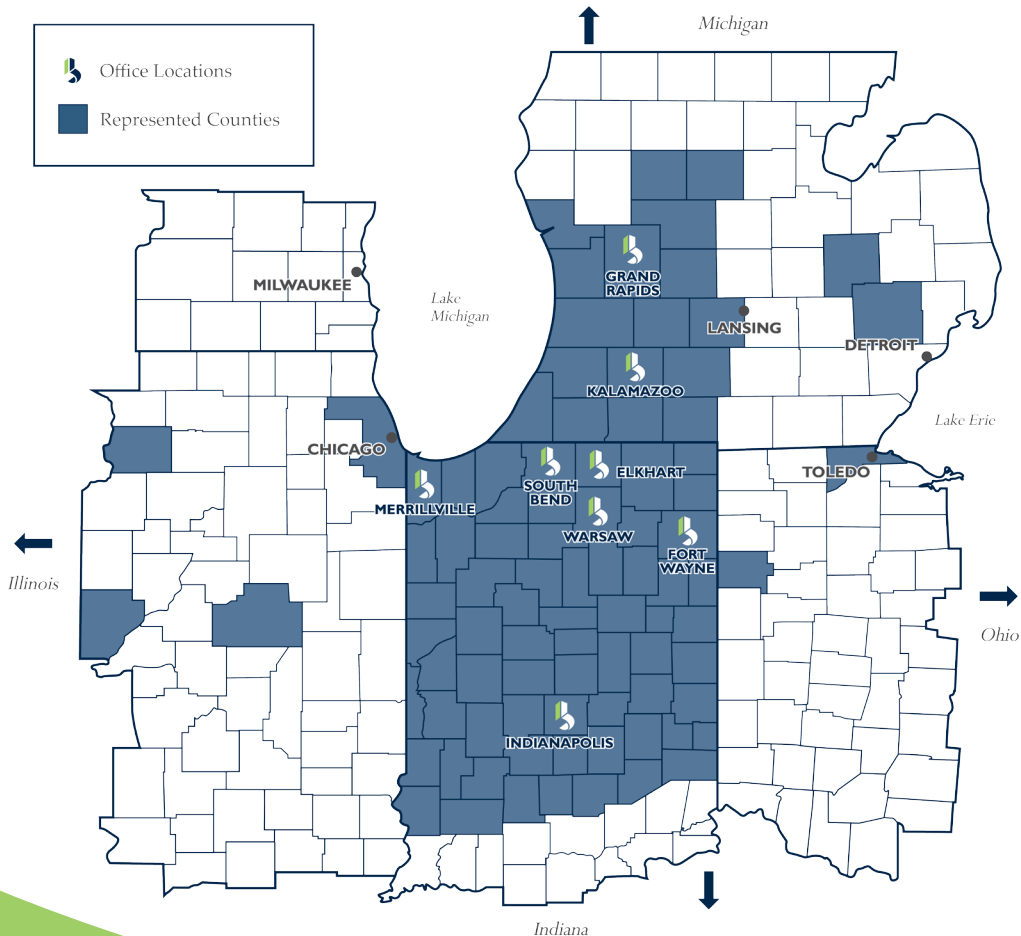 Michigan
Office Locations
Represented Counties
MILWAUKEE
Lake
Michigan
GRAND
RAPIDS
LANSING
DETROIT
KALAMAZOO
Lake Erie
CHICAGO
TOLEDO
ELKHART
SOUTH
BEND
MERRILLVILLE
WARSAW
FORT
WAYNE
Illinois
Ohio
INDIANAPOLIS
Indiana